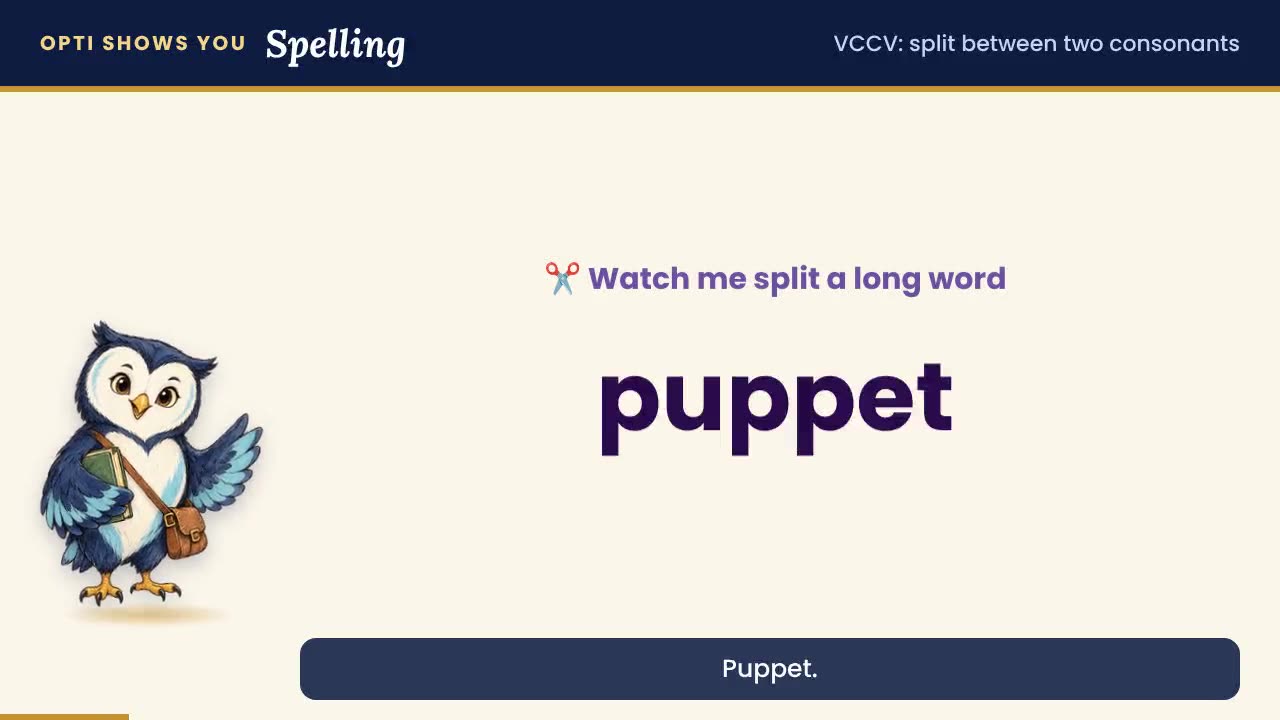 OPTI SHOWS YOU Spelling
VCCV: split between two consonants
✂️ Watch me split a long word
puppet
Puppet.